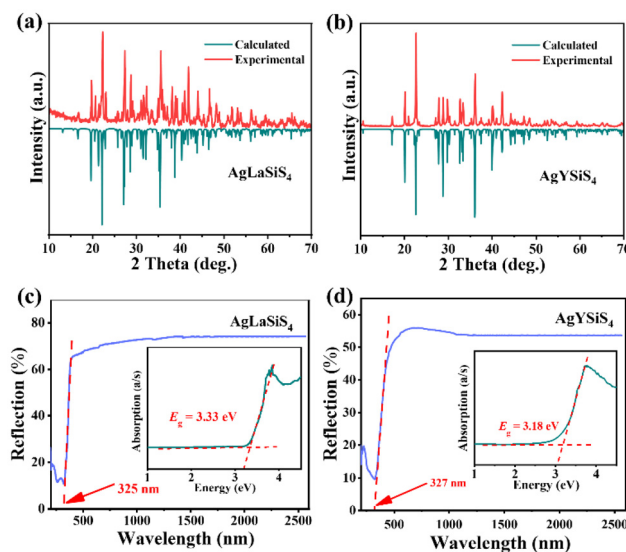 (a)
Calculated
Experimental
Intensity (a.u.)
AgLaSiS4
10 20 30 40 50 60 70
2 Theta (deg.)
(b)
Calculated
Experimental
Intensity (a.u.)
AgYSiS4
10 20 30 40 50 60 70
2 Theta (deg.)
(c)
AgLaSiS4
Reflection (%)
80
60
40
20
0
Absorption (a/s)
Eg = 3.33 eV
1 2 3 4
Energy (eV)
325 nm
500 1000 1500 2000 2500
Wavelength (nm)
(d)
AgYSiS4
Reflection (%)
60
50
40
30
20
10
0
Absorption (a/s)
Eg = 3.18 eV
1 2 3 4
Energy (eV)
327 nm
500 1000 1500 2000 2500
Wavelength (nm)